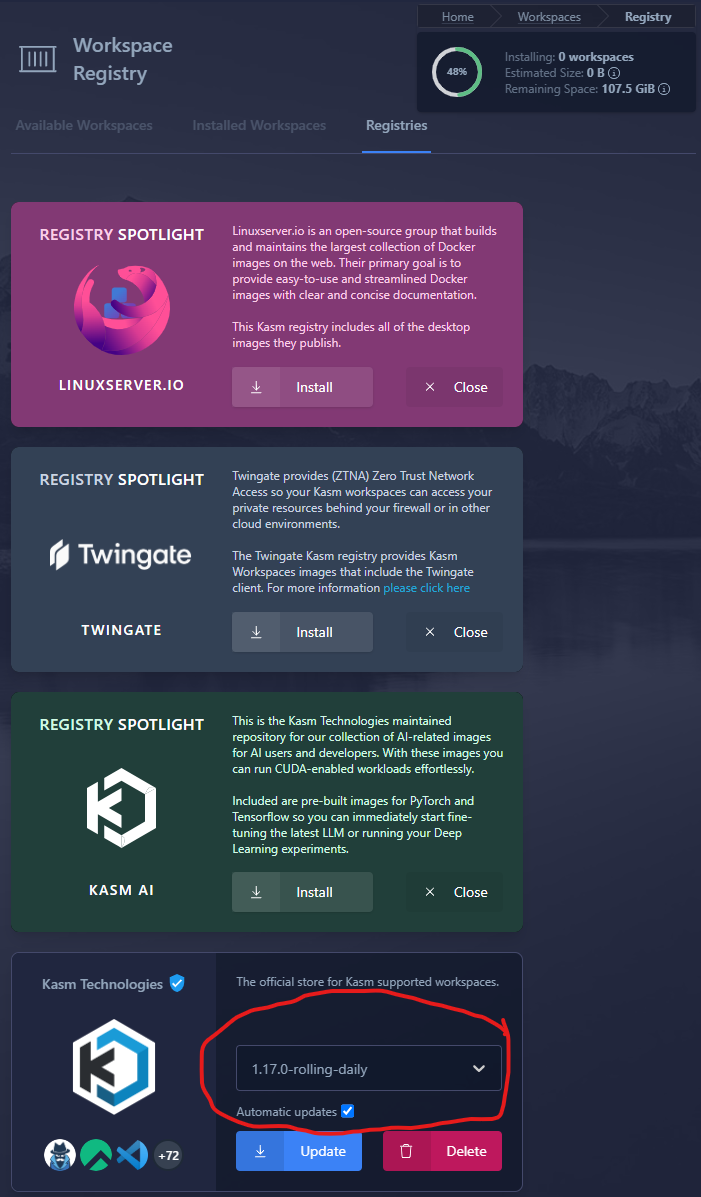 Home
Workspaces
Registry
Workspace
Registry
48%
Installing: 0 workspaces
Estimated Size: 0 B
Remaining Space: 107.5 GiB
Available Workspaces
Installed Workspaces
Registries
REGISTRY SPOTLIGHT
LINUXSERVER.IO
Linuxserver.io is an open-source group that builds
and maintains the largest collection of Docker
images on the web. Their primary goal is to
provide easy-to-use and streamlined Docker
images with clear and concise documentation.
This Kasm registry includes all of the desktop
images they publish.
Install
Close
REGISTRY SPOTLIGHT
Twingate
TWINGATE
Twingate provides (ZTNA) Zero Trust Network
Access so your Kasm workspaces can access your
private resources behind your firewall or in other
cloud environments.
The Twingate Kasm registry provides Kasm
Workspaces images that include the Twingate
client. For more information please click here
Install
Close
REGISTRY SPOTLIGHT
KASM AI
This is the Kasm Technologies maintained
repository for our collection of AI-related images
for AI users and developers. With these images you
can run CUDA-enabled workloads effortlessly.
Included are pre-built images for PyTorch and
Tensorflow so you can immediately start fine-
tuning the latest LLM or running your Deep
Learning experiments.
Install
Close
Kasm Technologies
+72
The official store for Kasm supported workspaces.
1.17.0-rolling-daily
Automatic updates
Update
Delete